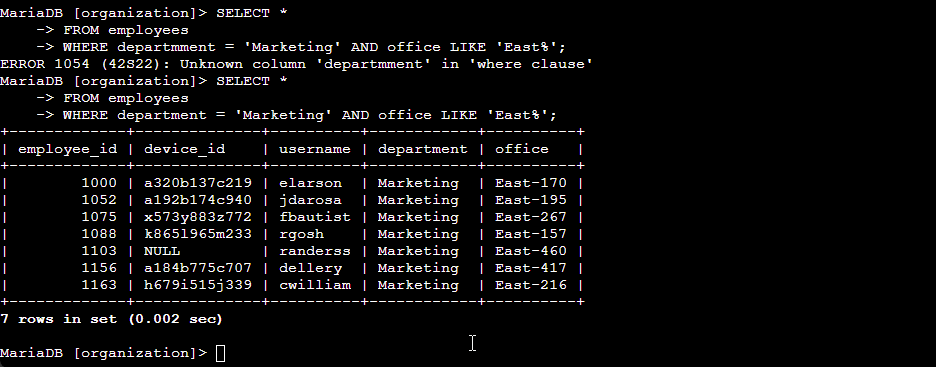 MariaDB [organization]> SELECT *
    -> FROM employees
    -> WHERE departmment = 'Marketing' AND office LIKE 'East%';
ERROR 1054 (42S22): Unknown column 'departmment' in 'where clause'
MariaDB [organization]> SELECT *
    -> FROM employees
    -> WHERE department = 'Marketing' AND office LIKE 'East%';
+-------------+--------------+----------+------------+----------+
| employee_id | device_id    | username | department | office   |
+-------------+--------------+----------+------------+----------+
|        1000 | a320b137c219 | elarson  | Marketing  | East-170 |
|        1052 | a192b174c940 | jdarosa  | Marketing  | East-195 |
|        1075 | x573y883z772 | fbautist | Marketing  | East-267 |
|        1088 | k865l965m233 | rgosh    | Marketing  | East-157 |
|        1103 | NULL         | randerss | Marketing  | East-460 |
|        1156 | a184b775c707 | dellery  | Marketing  | East-417 |
|        1163 | h679i515j339 | cwilliam | Marketing  | East-216 |
+-------------+--------------+----------+------------+----------+
7 rows in set (0.002 sec)
MariaDB [organization]>